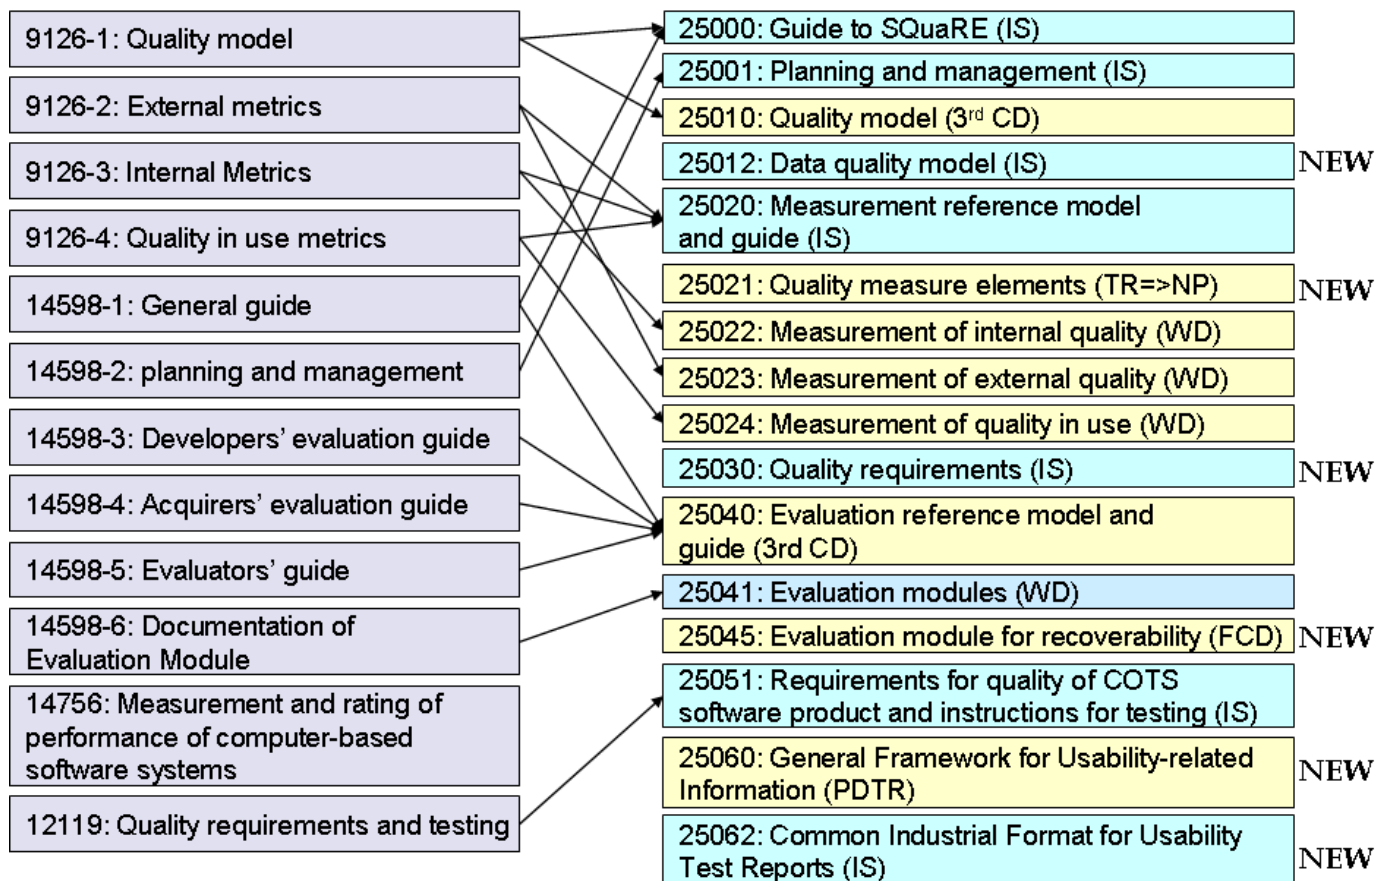 9126-1: Quality model
9126-2: External metrics
9126-3: Internal Metrics
9126-4: Quality in use metrics
14598-1: General guide
14598-2: planning and management
14598-3: Developers’ evaluation guide
14598-4: Acquirers’ evaluation guide
14598-5: Evaluators’ guide
14598-6: Documentation of
Evaluation Module
14756: Measurement and rating of
performance of computer-based
software systems
12119: Quality requirements and testing
25000: Guide to SQuaRE (IS)
25001: Planning and management (IS)
25010: Quality model (3rd CD)
25012: Data quality model (IS)
NEW
25020: Measurement reference model
and guide (IS)
25021: Quality measure elements (TR=>NP)
NEW
25022: Measurement of internal quality (WD)
25023: Measurement of external quality (WD)
25024: Measurement of quality in use (WD)
25030: Quality requirements (IS)
NEW
25040: Evaluation reference model and
guide (3rd CD)
25041: Evaluation modules (WD)
25045: Evaluation module for recoverability (FCD)
NEW
25051: Requirements for quality of COTS
software product and instructions for testing (IS)
25060: General Framework for Usability-related
Information (PDTR)
NEW
25062: Common Industrial Format for Usability
Test Reports (IS)
NEW